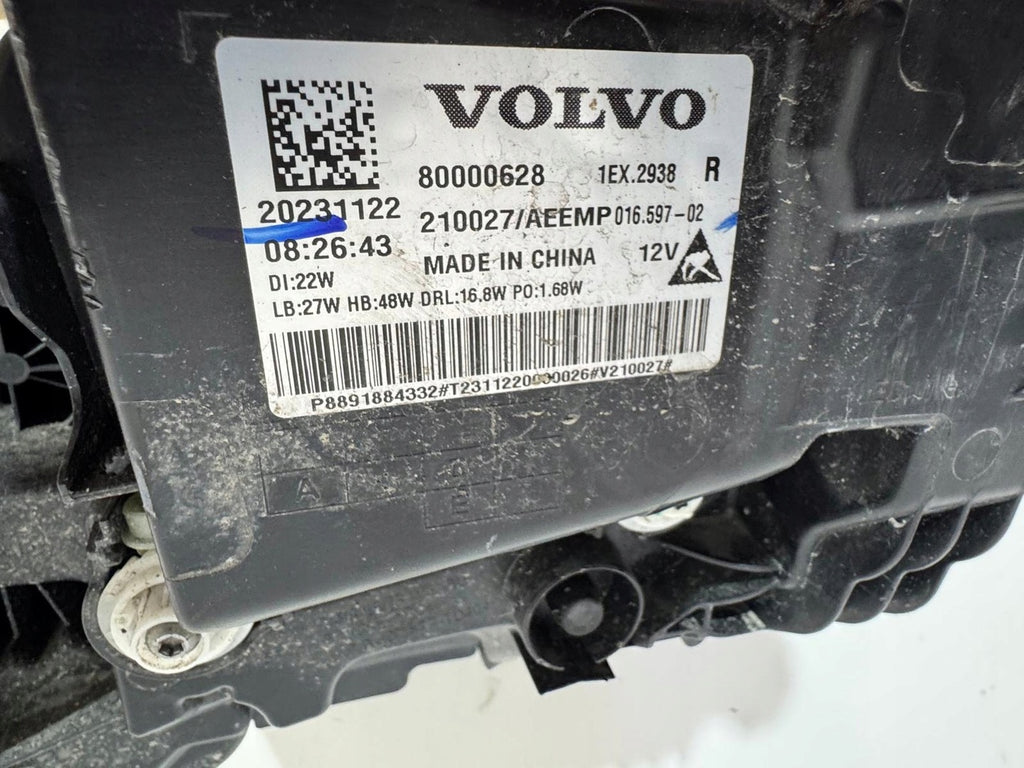 VOLVO
80000628 1EX.2938 R
20231122 210027/AEEMP 016.597-02
08:26:43 MADE IN CHINA 12V
DI:22W
LB:27W HB:48W DRL:16.8W PO:1.68W
P8891884332#T2311220000026#V210027#
A
E